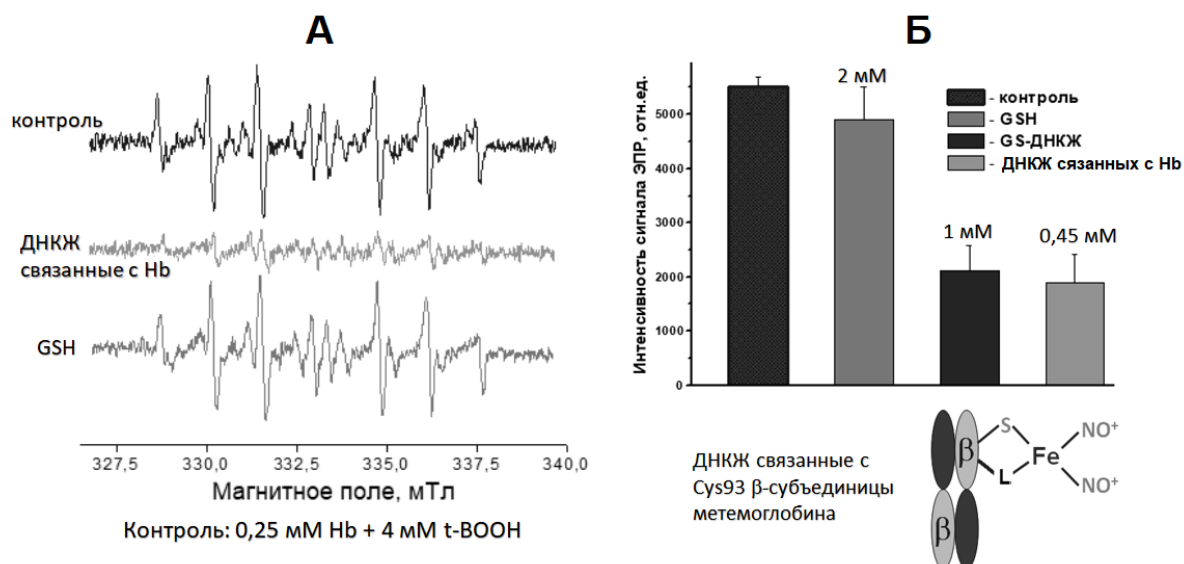 А
контроль
ДНКЖ
связанные с Hb
GSH
327,5 330,0 332,5 335,0 337,5 340,0
Магнитное поле, мТл
Контроль: 0,25 мМ Hb + 4 мМ t-BOOH
Б
Интенсивность сигнала ЭПР, отн.ед.
5000
4000
3000
2000
1000
0
2 мМ
1 мМ
0,45 мМ
- контроль
- GSH
- GS-ДНКЖ
- ДНКЖ сязанных с Hb
ДНКЖ связанные с
Cys93 β-субъединицы
метемоглобина
β
S
L
Fe
NO⁺
NO⁺
β